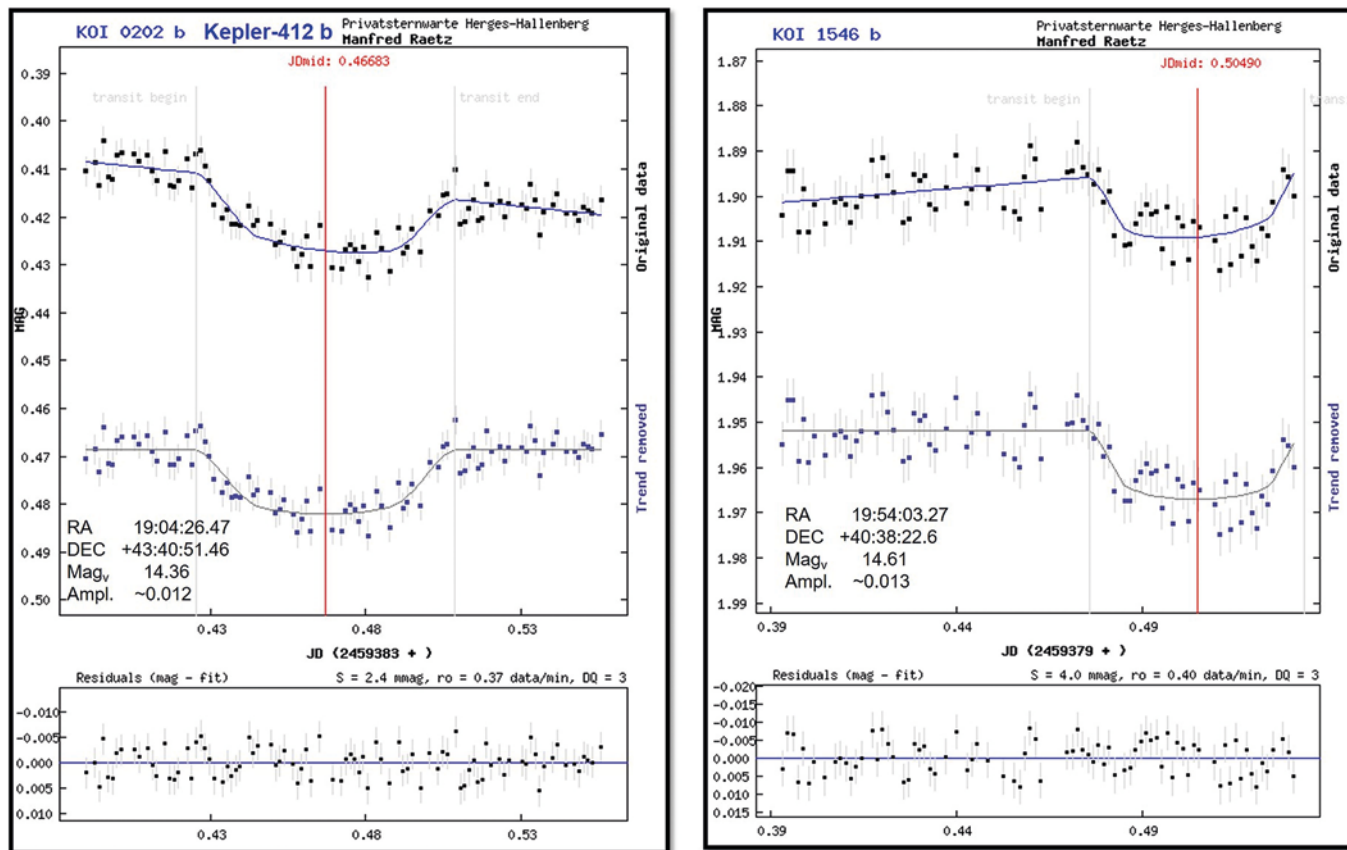 KOI 0202 b Kepler-412 b Privatsternwarte Herges-Hallenberg
Manfred Raetz
JDmid: 0.46683
transit begin
transit end
0.39
0.40
0.41
0.42
0.43
0.44
0.45
0.46
0.47
0.48
0.49
0.50
MAG
Original data
Trend removed
RA 19:04:26.47
DEC +43:40:51.46
Magv 14.36
Ampl. ~0.012
0.43 0.48 0.53
JD (2459383 + )
Residuals (mag - fit) S = 2.4 mmag, ro = 0.37 data/min, DQ = 3
-0.010
-0.005
0.000
0.005
0.010
0.43 0.48 0.53
KOI 1546 b Privatsternwarte Herges-Hallenberg
Manfred Raetz
JDmid: 0.50490
transit begin
trans
1.87
1.88
1.89
1.90
1.91
1.92
1.93
1.94
1.95
1.96
1.97
1.98
1.99
MAG
Original data
Trend removed
RA 19:54:03.27
DEC +40:38:22.6
Magv 14.61
Ampl. ~0.013
0.39 0.44 0.49
JD (2459379 + )
Residuals (mag - fit) S = 4.0 mmag, ro = 0.40 data/min, DQ = 3
-0.020
-0.015
-0.010
-0.005
0.000
0.005
0.010
0.015
0.39 0.44 0.49